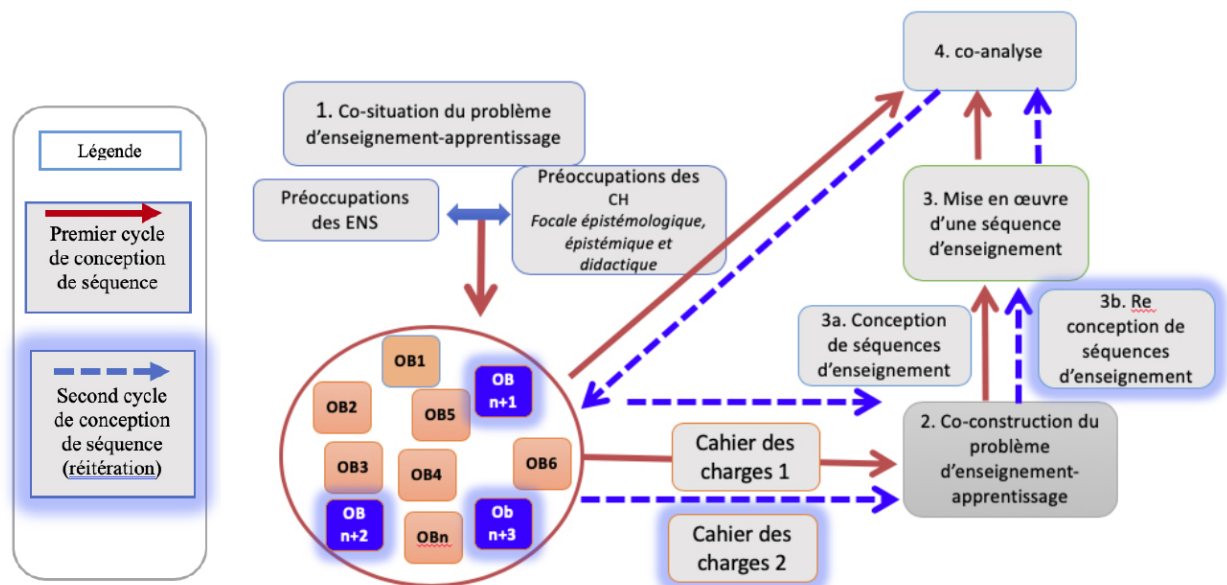 Légende
Premier cycle
de conception
de séquence
Second cycle
de conception
de séquence
(réitération)
1. Co-situation du problème
d'enseignement-apprentissage
Préoccupations
des ENS
Préoccupations des
CH
Focale épistémologique,
épistémique et
didactique
4. co-analyse
3. Mise en œuvre
d'une séquence
d'enseignement
3a. Conception
de séquences
d'enseignement
3b. Re
conception de
séquences
d'enseignement
OB1
OB
n+1
OB2
OB5
OB3
OB4
OB6
OB
n+2
OBn
Ob
n+3
Cahier des
charges 1
Cahier des
charges 2
2. Co-construction du
problème
d'enseignement-
apprentissage